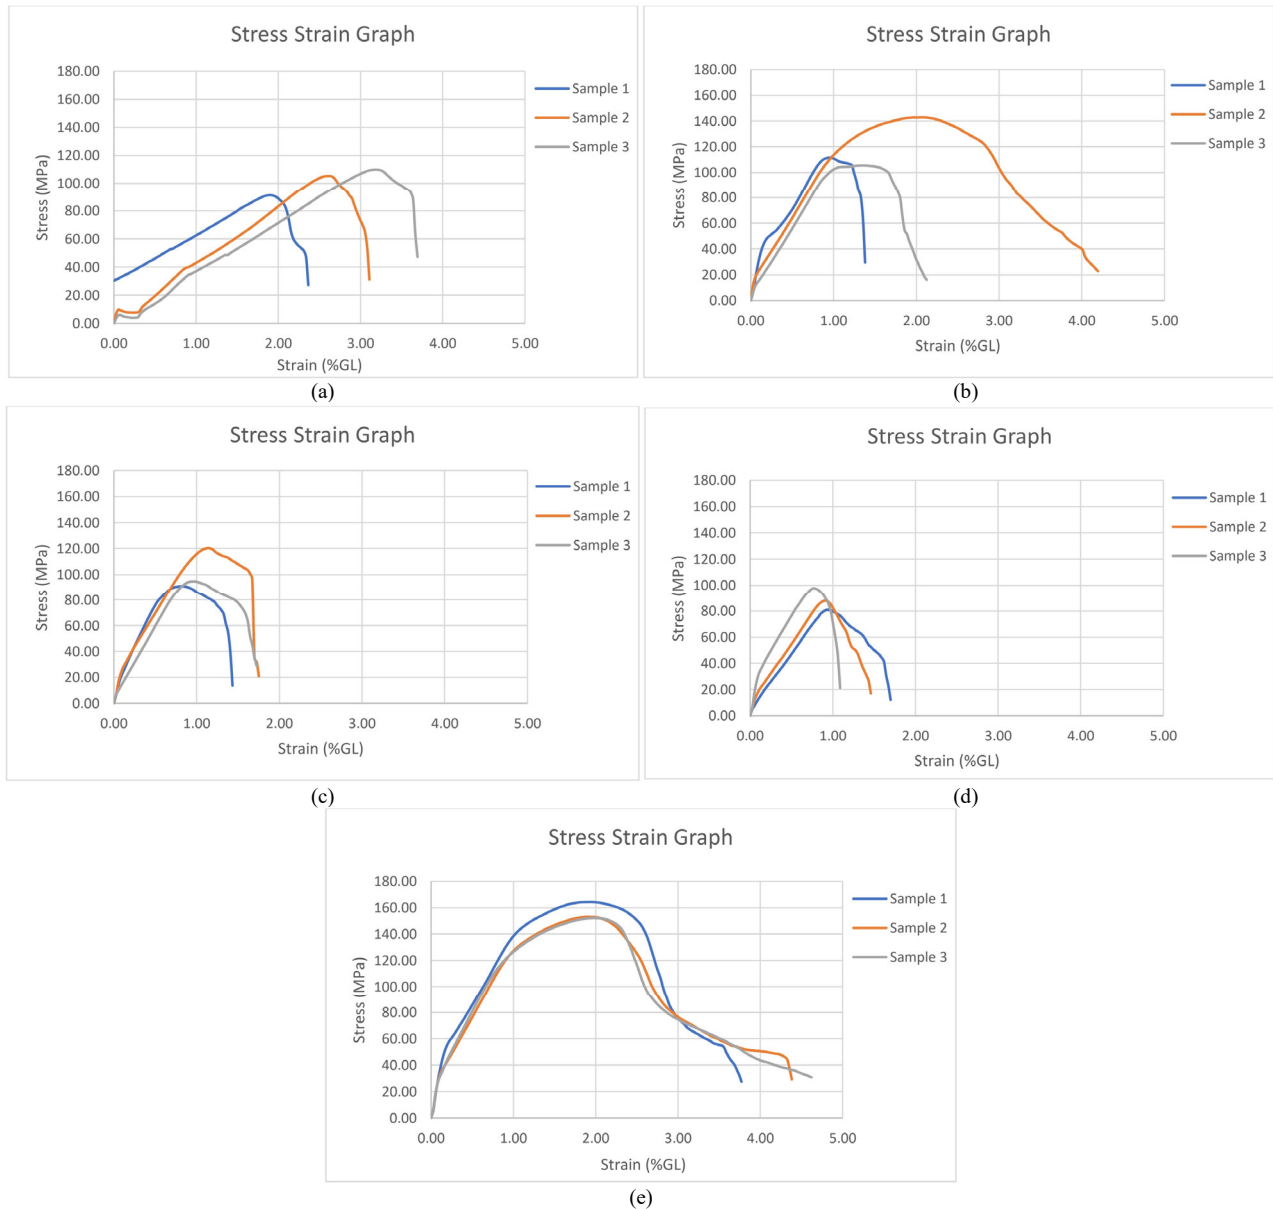 Stress Strain Graph
180.00
160.00
140.00
120.00
100.00
80.00
60.00
40.00
20.00
0.00
Stress (MPa)
0.00 1.00 2.00 3.00 4.00 5.00
Strain (%GL)
Sample 1
Sample 2
Sample 3
(a)
Stress Strain Graph
180.00
160.00
140.00
120.00
100.00
80.00
60.00
40.00
20.00
0.00
Stress (MPa)
0.00 1.00 2.00 3.00 4.00 5.00
Strain (%GL)
Sample 1
Sample 2
Sample 3
(b)
Stress Strain Graph
180.00
160.00
140.00
120.00
100.00
80.00
60.00
40.00
20.00
0.00
Stress (MPa)
0.00 1.00 2.00 3.00 4.00 5.00
Strain (%GL)
Sample 1
Sample 2
Sample 3
(c)
Stress Strain Graph
180.00
160.00
140.00
120.00
100.00
80.00
60.00
40.00
20.00
0.00
Stress (MPa)
0.00 1.00 2.00 3.00 4.00 5.00
Strain (%GL)
Sample 1
Sample 2
Sample 3
(d)
Stress Strain Graph
180.00
160.00
140.00
120.00
100.00
80.00
60.00
40.00
20.00
0.00
Stress (MPa)
0.00 1.00 2.00 3.00 4.00 5.00
Strain (%GL)
Sample 1
Sample 2
Sample 3
(e)